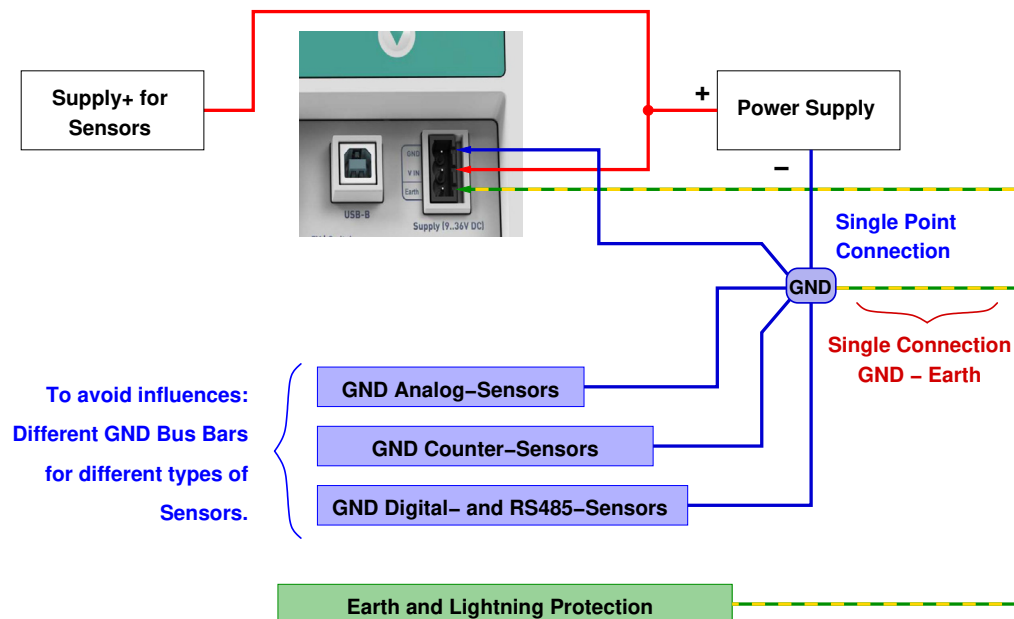 Supply+ for
Sensors
+
Power Supply
−
GND
V IN
Earth
USB-B
Supply (9..36V DC)
Single Point
Connection
GND
Single Connection
GND − Earth
To avoid influences:
Different GND Bus Bars
for different types of
Sensors.
GND Analog−Sensors
GND Counter−Sensors
GND Digital− and RS485−Sensors
Earth and Lightning Protection